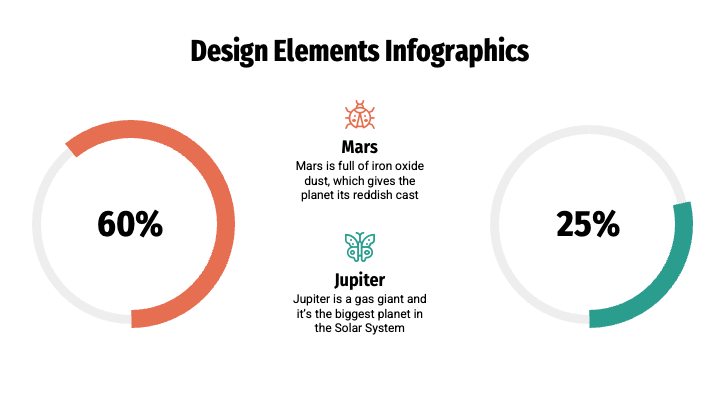 Design Elements Infographics
60%
Mars
Mars is full of iron oxide
dust, which gives the
planet its reddish cast
Jupiter
Jupiter is a gas giant and
it's the biggest planet in
the Solar System
25%